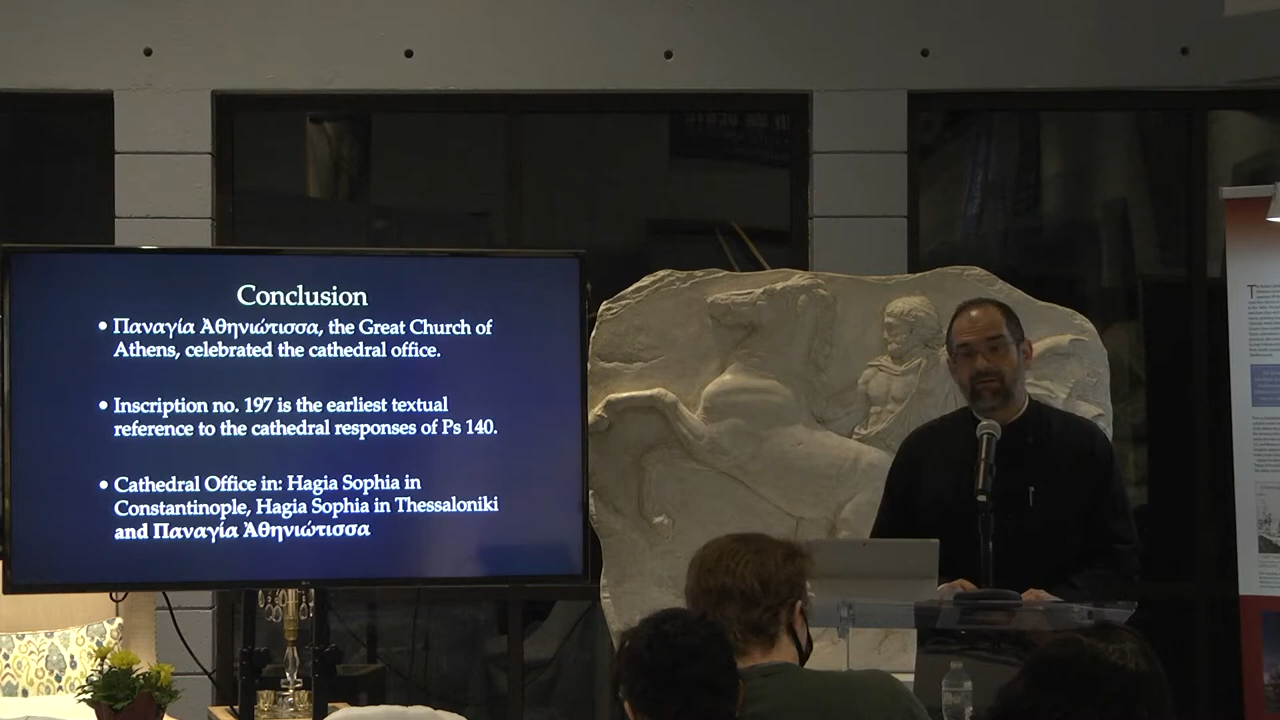 Conclusion
• Παναγία Ἀθηνιώτισσα, the Great Church of
Athens, celebrated the cathedral office.
• Inscription no. 197 is the earliest textual
reference to the cathedral responses of Ps 140.
• Cathedral Office in: Hagia Sophia in
Constantinople, Hagia Sophia in Thessaloniki
and Παναγία Ἀθηνιώτισσα